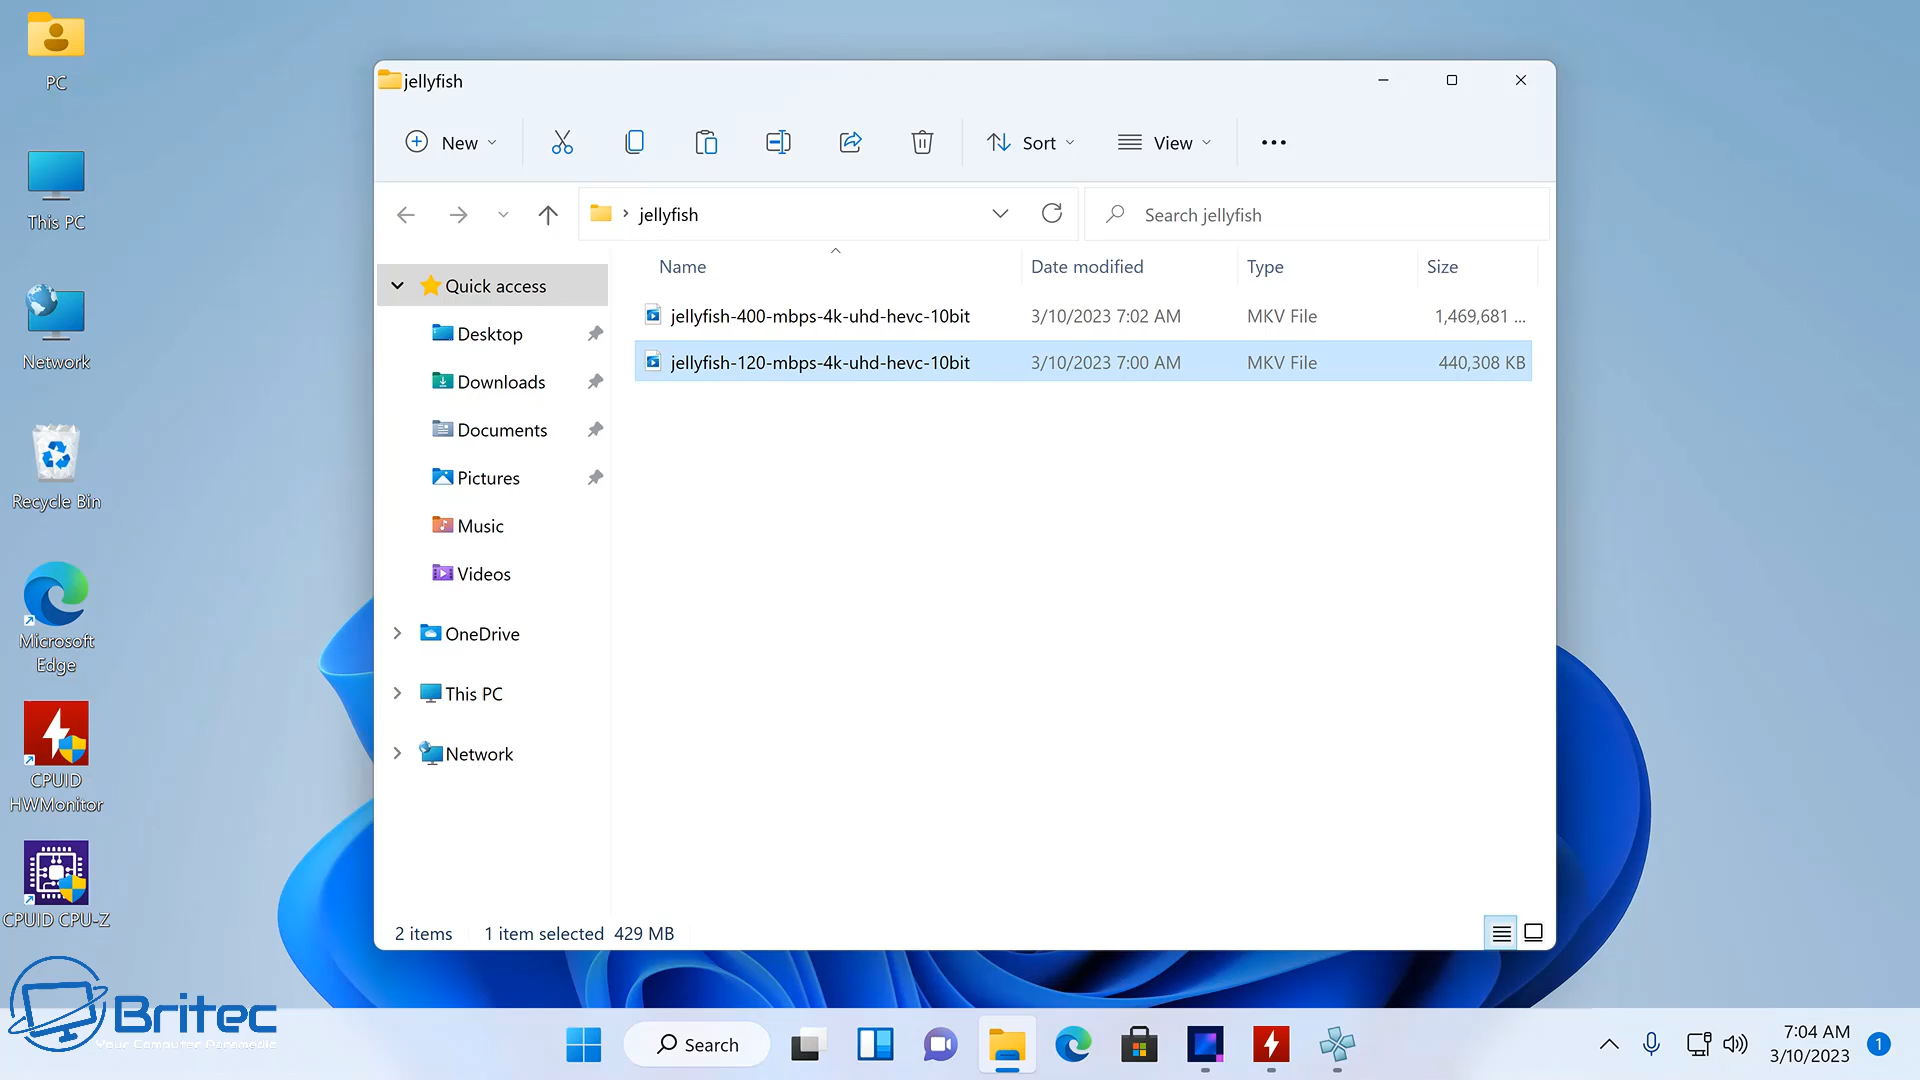 PC
This PC
Network
Recycle Bin
Microsoft
Edge
CPUID
HWMonitor
CPUID CPU-Z
Britec
Your Computer Paramedic
jellyfish
New
Sort
View
jellyfish
Search jellyfish
Name
Date modified
Type
Size
jellyfish-400-mbps-4k-uhd-hevc-10bit 3/10/2023 7:02 AM MKV File 1,469,681 ...
jellyfish-120-mbps-4k-uhd-hevc-10bit 3/10/2023 7:00 AM MKV File 440,308 KB
Quick access
Desktop
Downloads
Documents
Pictures
Music
Videos
OneDrive
This PC
Network
2 items 1 item selected 429 MB
Search
7:04 AM
3/10/2023
1